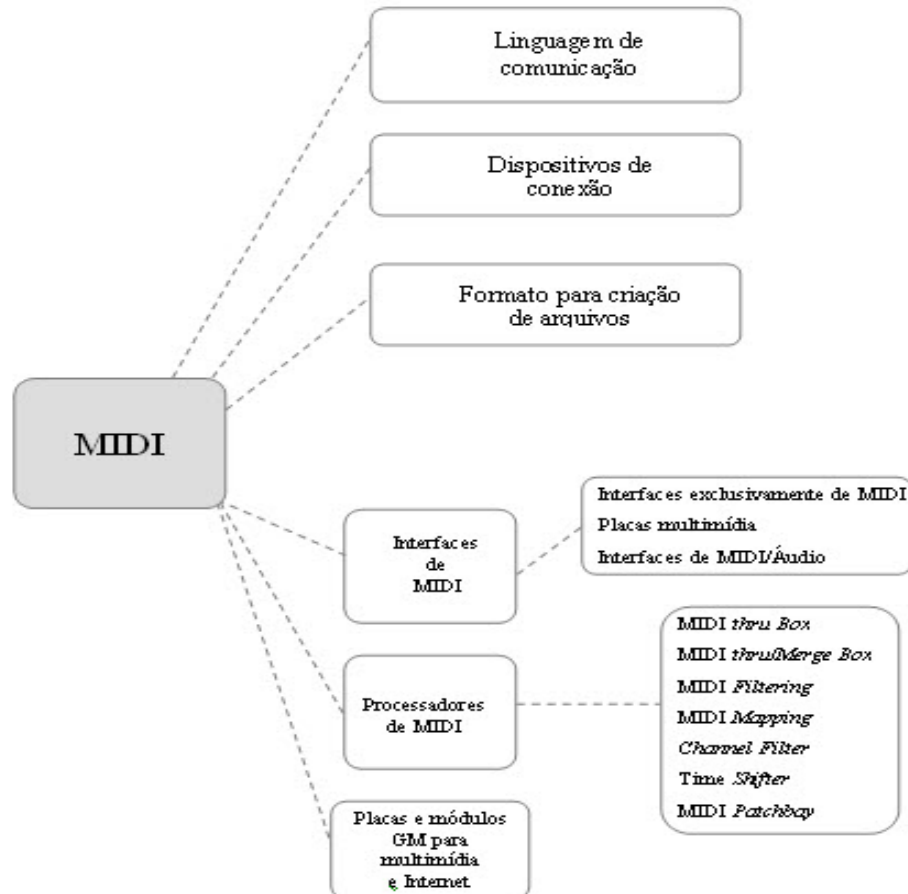 Linguagem de
comunicação
Dispositivos de
conexão
Formato para criação
de arquivos
MIDI
Interfaces
de
MIDI
Interfaces exclusivamente de MIDI
Placas multimídia
Interfaces de MIDI/Áudio
Processadores
de MIDI
MIDI thru Box
MIDI thru/Merge Box
MIDI Filtering
MIDI Mapping
Channel Filter
Time Shifter
MIDI Patchbay
Placas e módulos
GM para
multimídia
e Internet